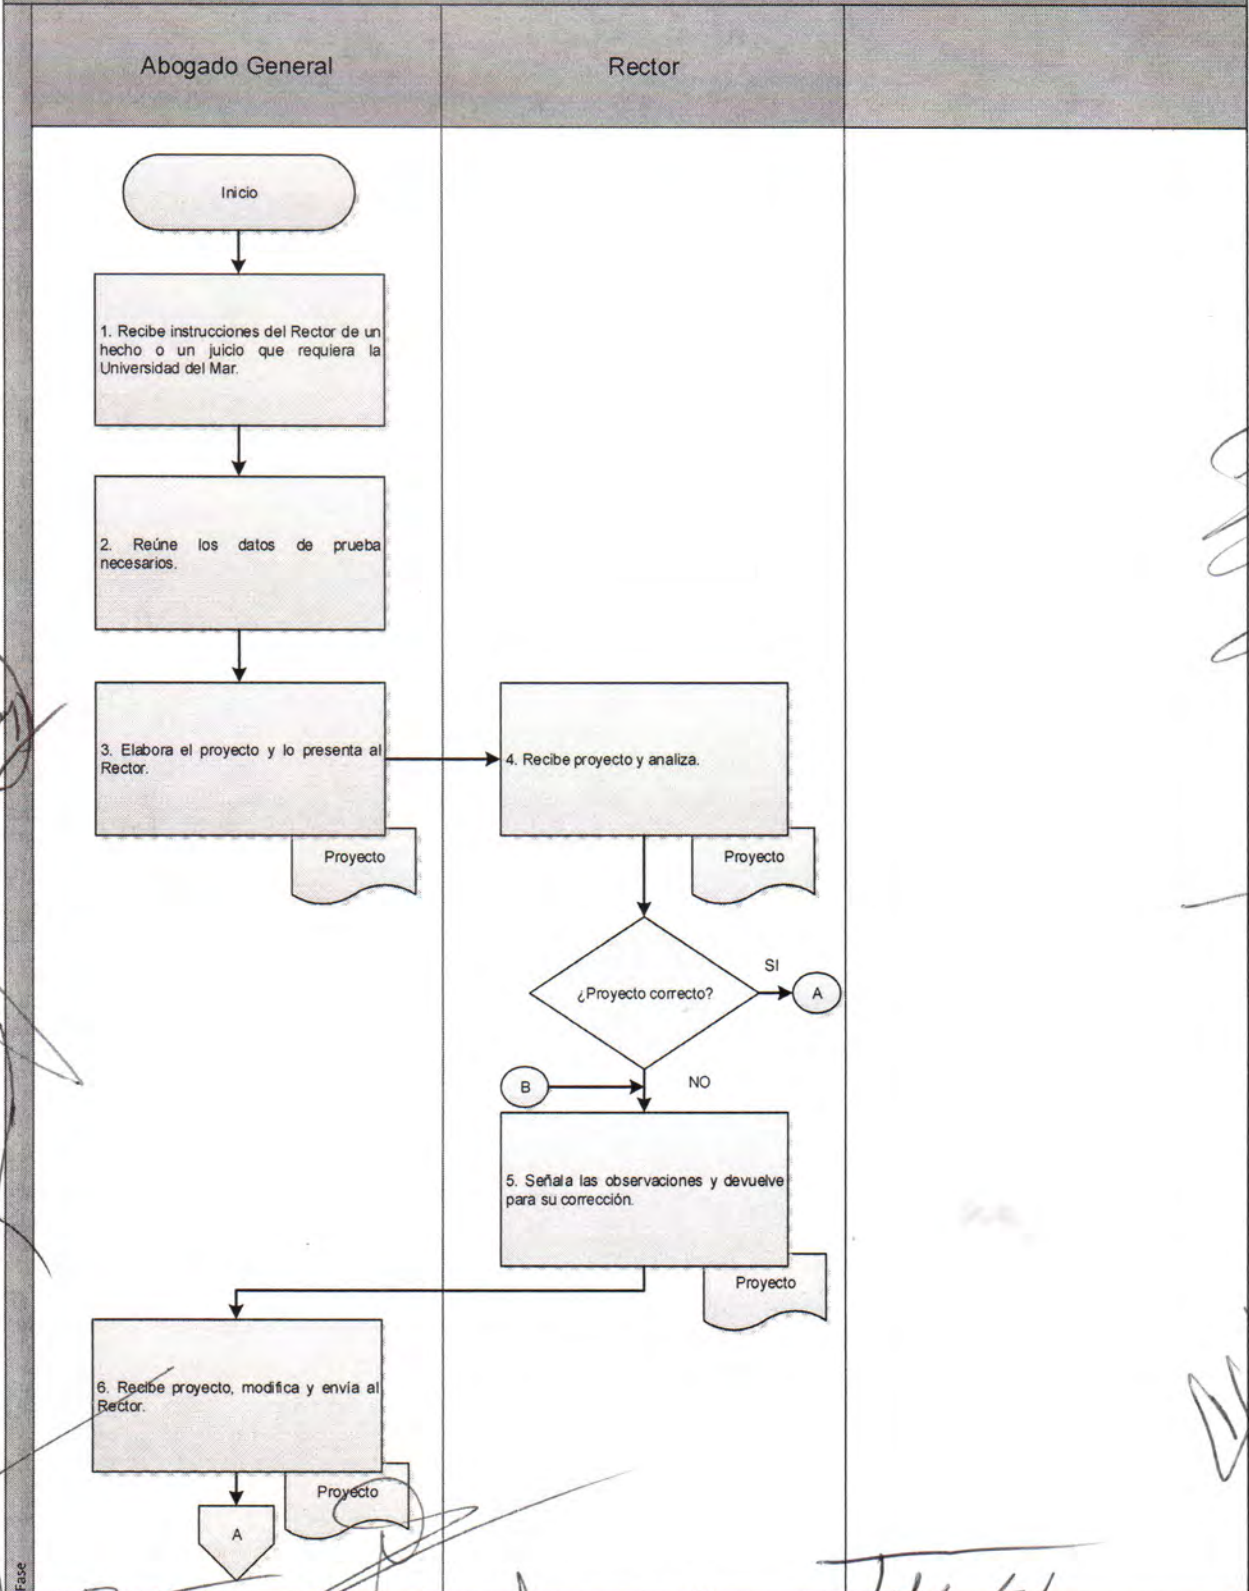 Abogado General
Rector
Inicio
1. Recibe instrucciones del Rector de un
hecho o un juicio que requiera la
Universidad del Mar.
2. Reúne los datos de prueba
necesarios.
3. Elabora el proyecto y lo presenta al
Rector.
Proyecto
4. Recibe proyecto y analiza.
Proyecto
¿Proyecto correcto?
SI
A
B
NO
5. Señala las observaciones y devuelve
para su corrección.
Proyecto
6. Recibe proyecto, modifica y envía al
Rector.
Proyecto
A
Fase